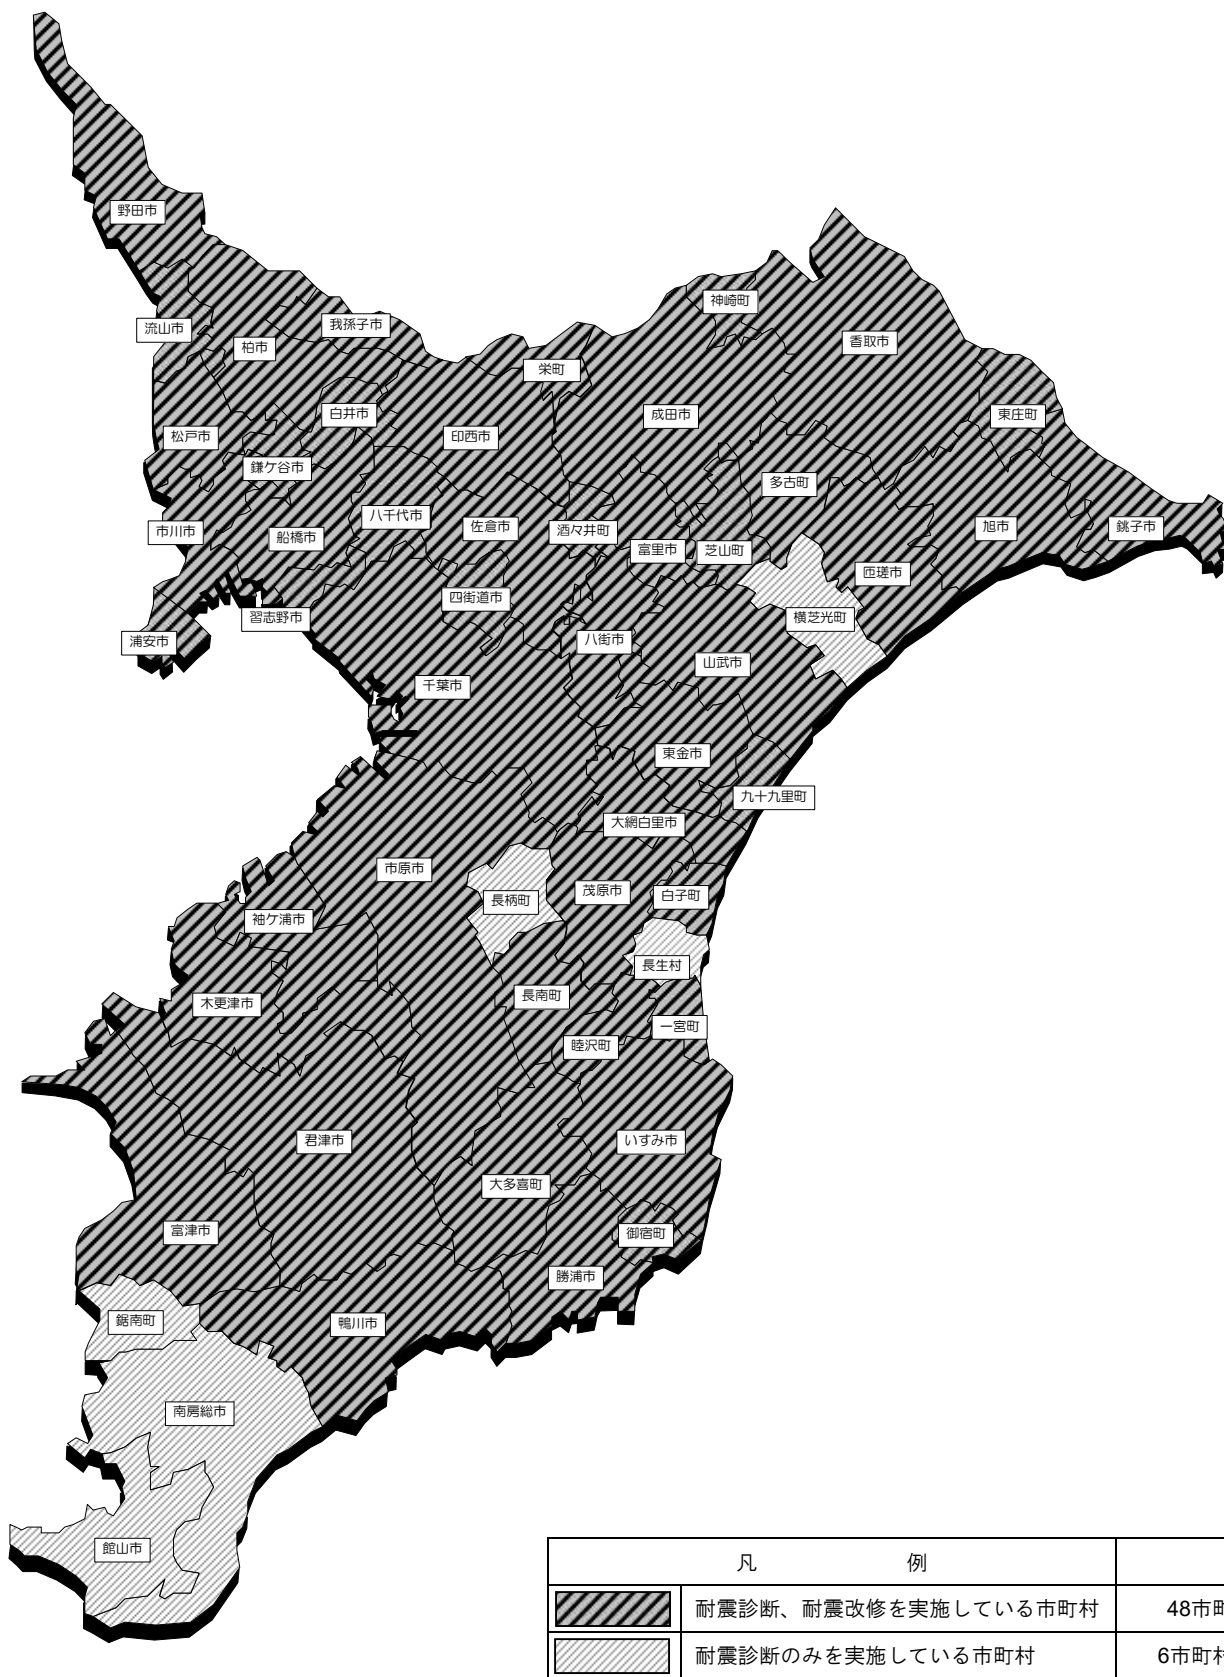 野田市
流山市
柏市
我孫子市
神崎町
香取市
栄町
白井市
成田市
東庄町
松戸市
印西市
鎌ケ谷市
多古町
市川市
八千代市
佐倉市
酒々井町
旭市
銚子市
船橋市
富里市
芝山町
匝瑳市
四街道市
習志野市
横芝光町
浦安市
八街市
山武市
千葉市
東金市
九十九里町
大網白里市
市原市
長柄町
茂原市
白子町
袖ケ浦市
長生村
木更津市
長南町
一宮町
睦沢町
君津市
いすみ市
大多喜町
富津市
御宿町
勝浦市
鋸南町
鴨川市
南房総市
館山市
凡 例
耐震診断、耐震改修を実施している市町村 48市町
耐震診断のみを実施している市町村 6市町村